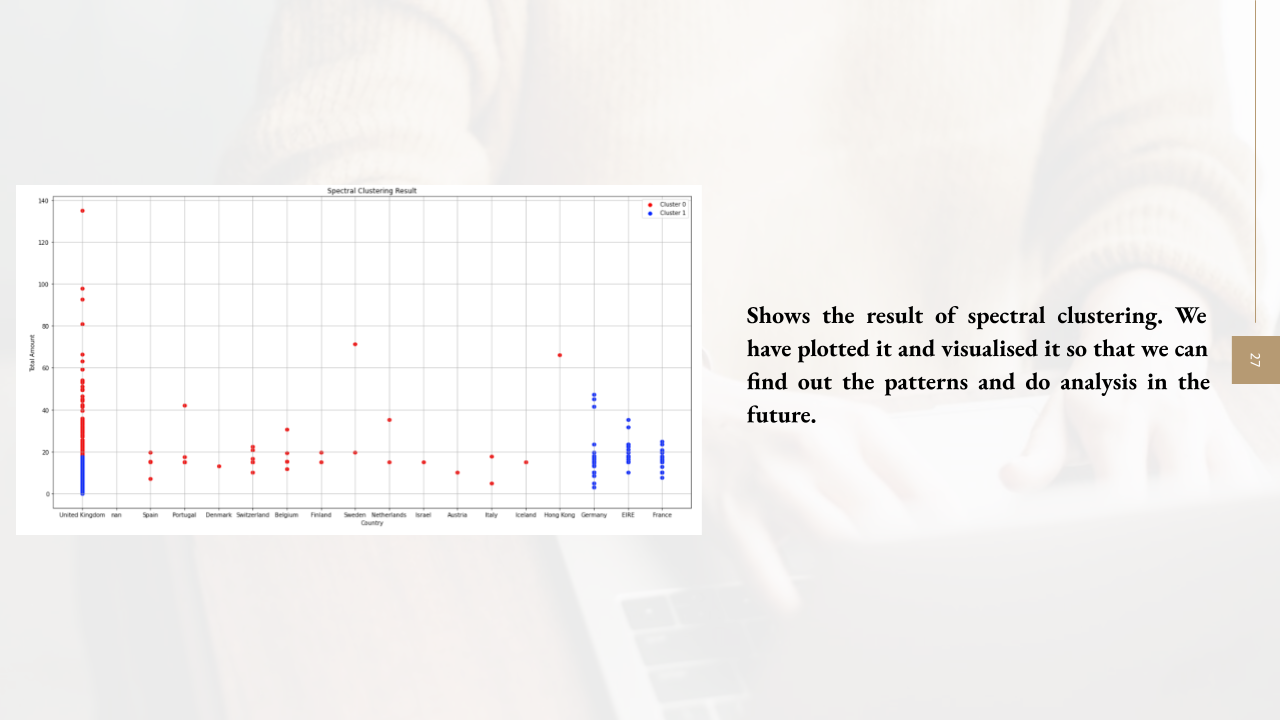 Spectral Clustering Result
Cluster 0
Cluster 1
140
120
100
80
60
40
20
0
Total Amount
United Kingdom nan Spain Portugal Denmark Switzerland Belgium Finland Sweden Netherlands Israel Austria Italy Iceland Hong Kong Germany EIRE France
Country
Shows the result of spectral clustering. We
have plotted it and visualised it so that we can
find out the patterns and do analysis in the
future.
27